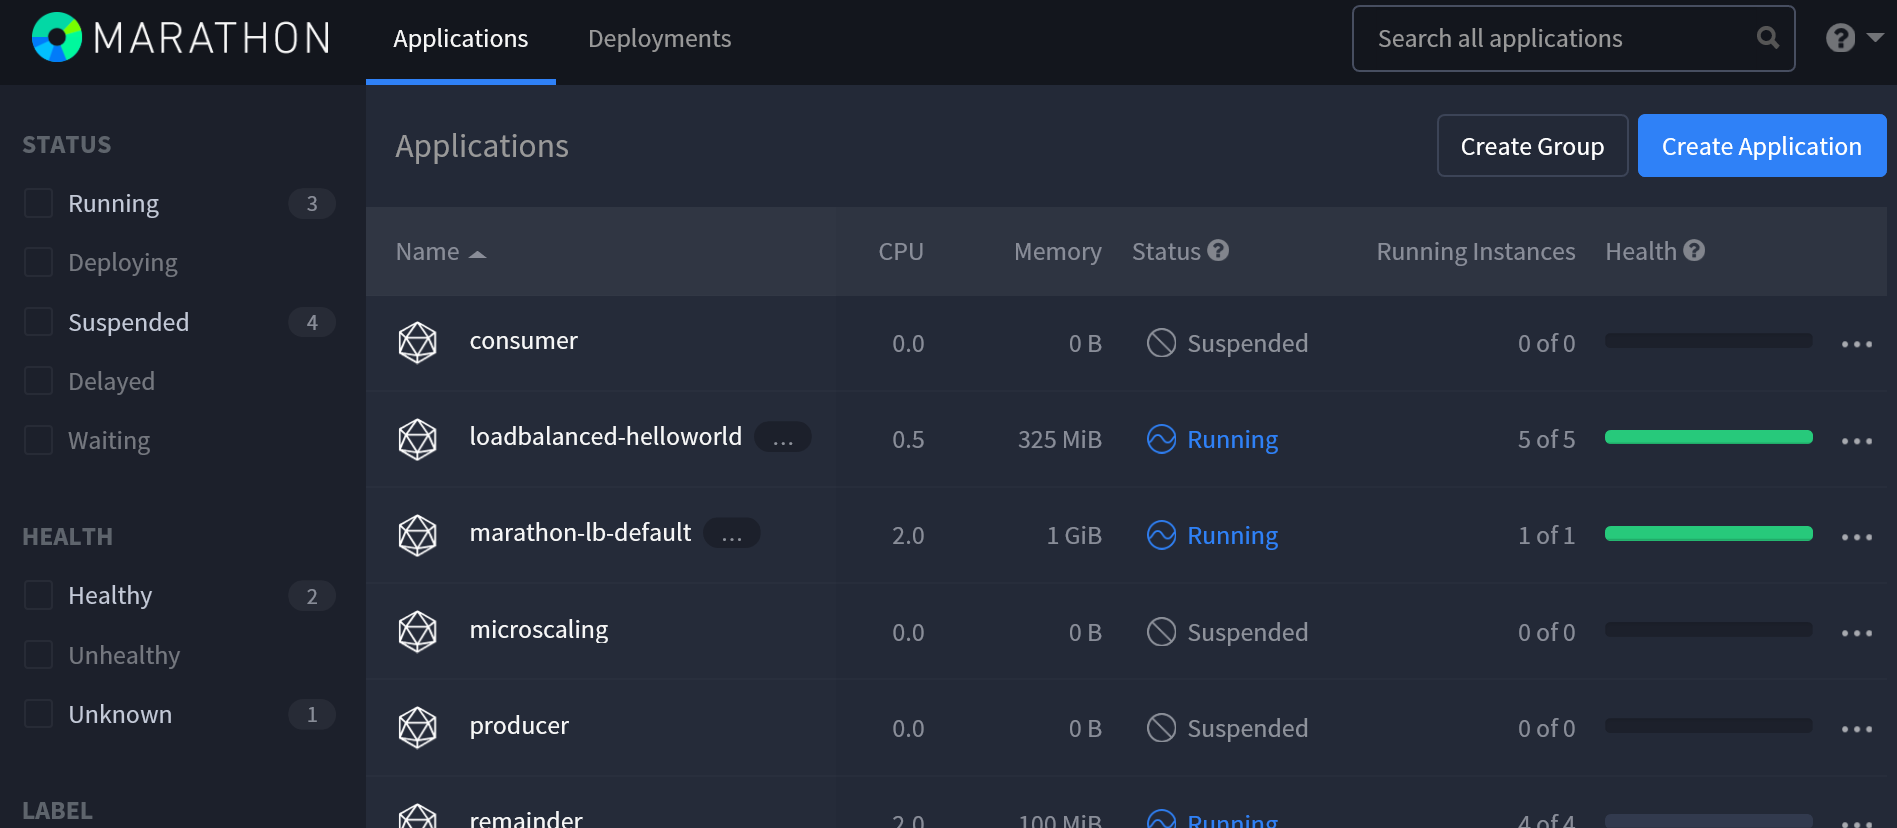 MARATHON Applications Deployments Search all applications ?
STATUS
Running 3
Deploying
Suspended 4
Delayed
Waiting
HEALTH
Healthy 2
Unhealthy
Unknown 1
LABEL
Applications Create Group Create Application
Name CPU Memory Status ? Running Instances Health ?
consumer 0.0 0 B Suspended 0 of 0 ...
loadbalanced-helloworld ... 0.5 325 MiB Running 5 of 5 ...
marathon-lb-default ... 2.0 1 GiB Running 1 of 1 ...
microscaling 0.0 0 B Suspended 0 of 0 ...
producer 0.0 0 B Suspended 0 of 0 ...
remainder 2.0 100 MiB Running 4 of 4 ...